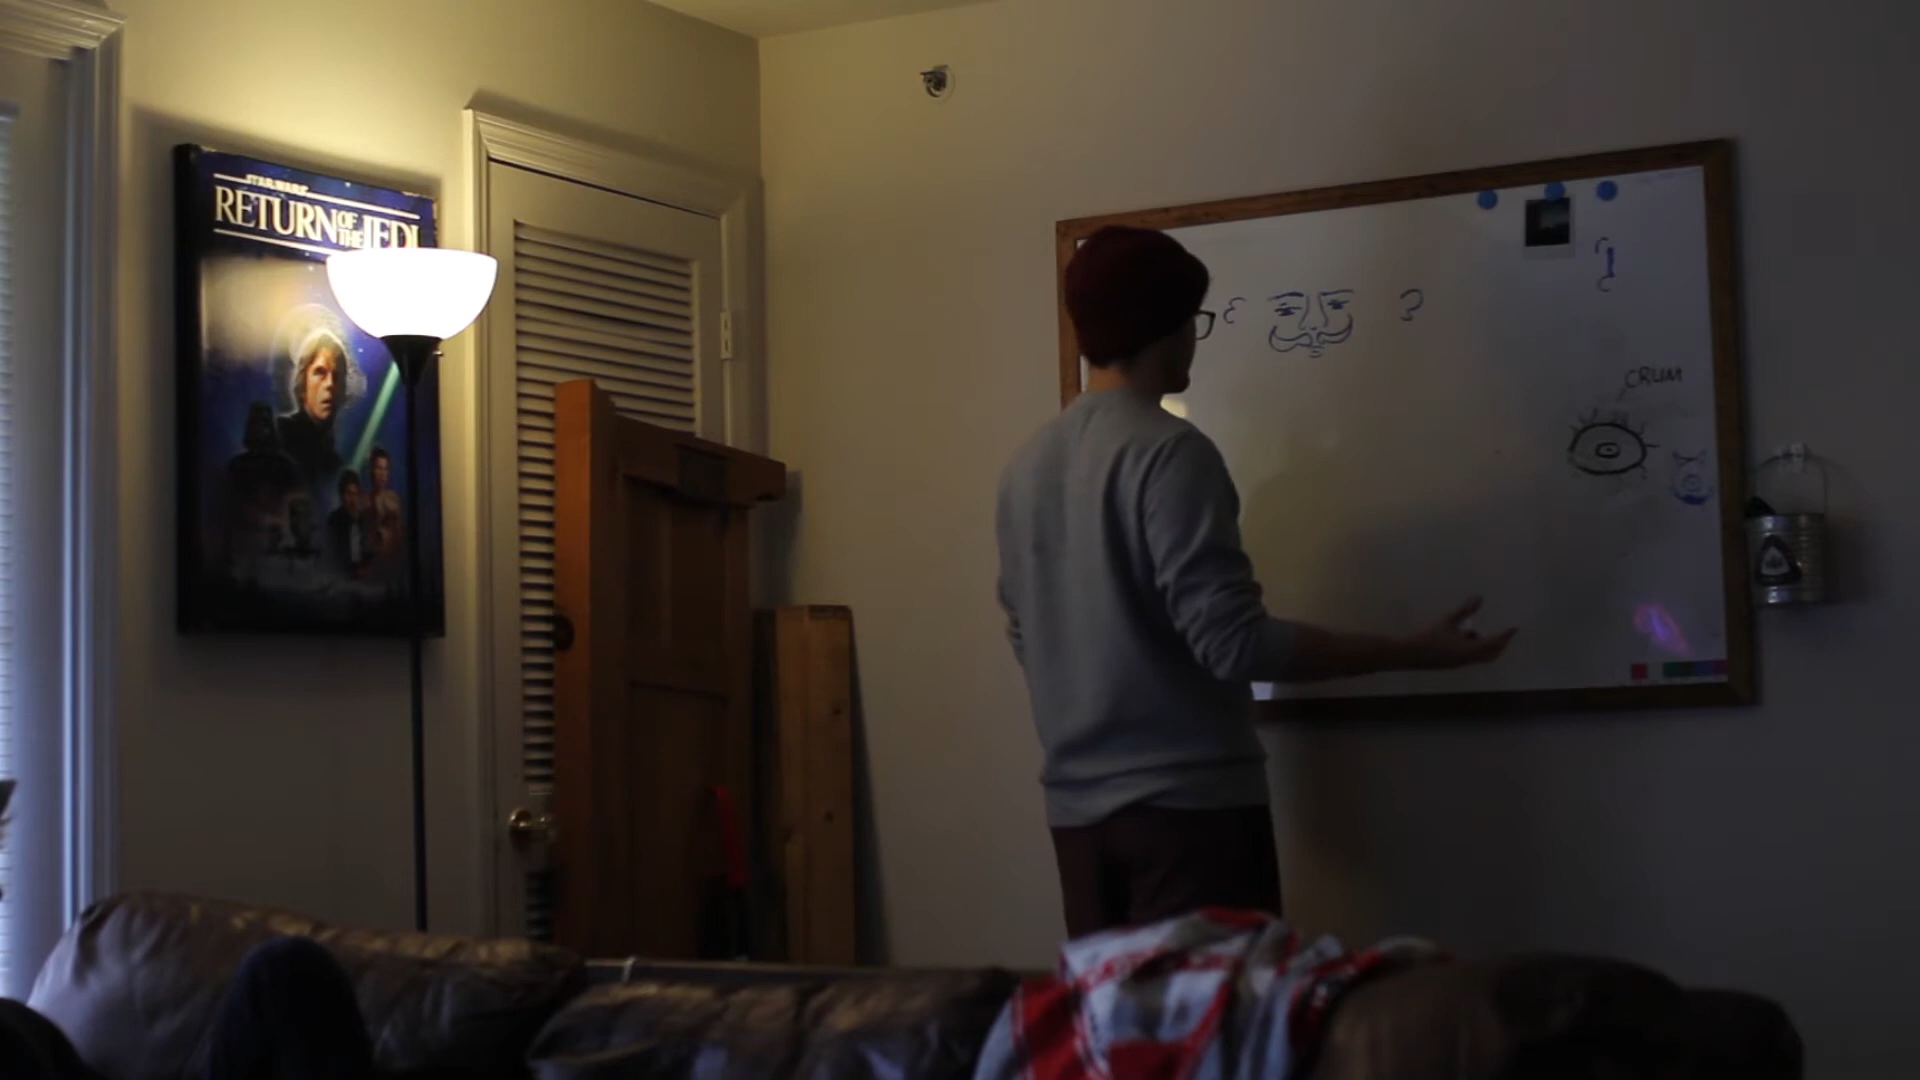 STAR WARS
RETURN OF THE JEDI
CRUM